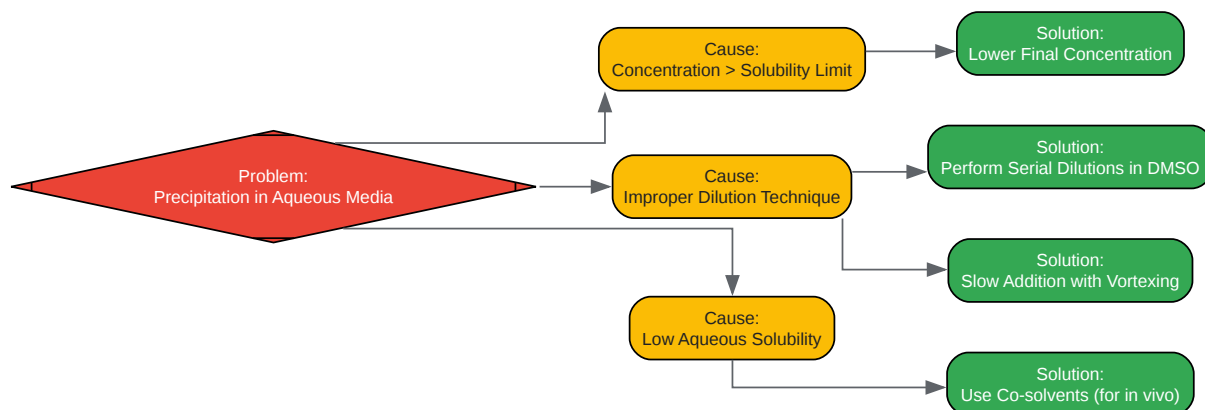 Problem:
Precipitation in Aqueous Media
Cause:
Concentration > Solubility Limit
Solution:
Lower Final Concentration
Cause:
Improper Dilution Technique
Solution:
Perform Serial Dilutions in DMSO
Solution:
Slow Addition with Vortexing
Cause:
Low Aqueous Solubility
Solution:
Use Co-solvents (for in vivo)